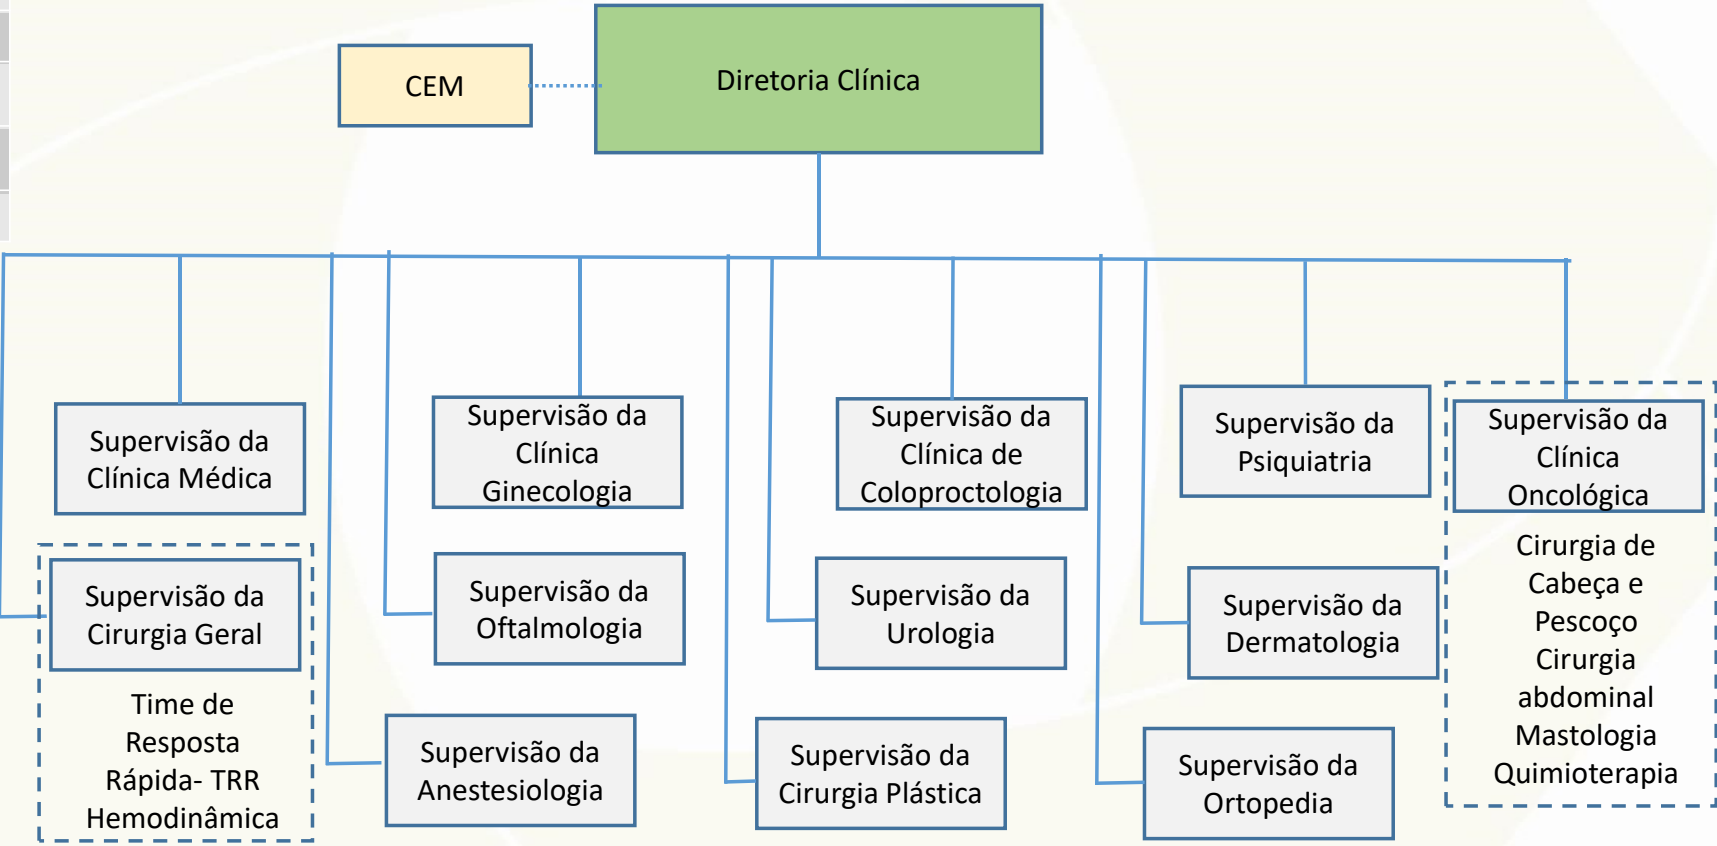 CEM
Diretoria Clínica
Supervisão da
Clínica Médica
Supervisão da
Clínica
Ginecologia
Supervisão da
Clínica de
Coloproctologia
Supervisão da
Psiquiatria
Supervisão da
Clínica
Oncológica
Cirurgia de
Cabeça e
Pescoço
Cirurgia
abdominal
Mastologia
Quimioterapia
Supervisão da
Cirurgia Geral
Time de
Resposta
Rápida- TRR
Hemodinâmica
Supervisão da
Oftalmologia
Supervisão da
Urologia
Supervisão da
Dermatologia
Supervisão da
Anestesiologia
Supervisão da
Cirurgia Plástica
Supervisão da
Ortopedia